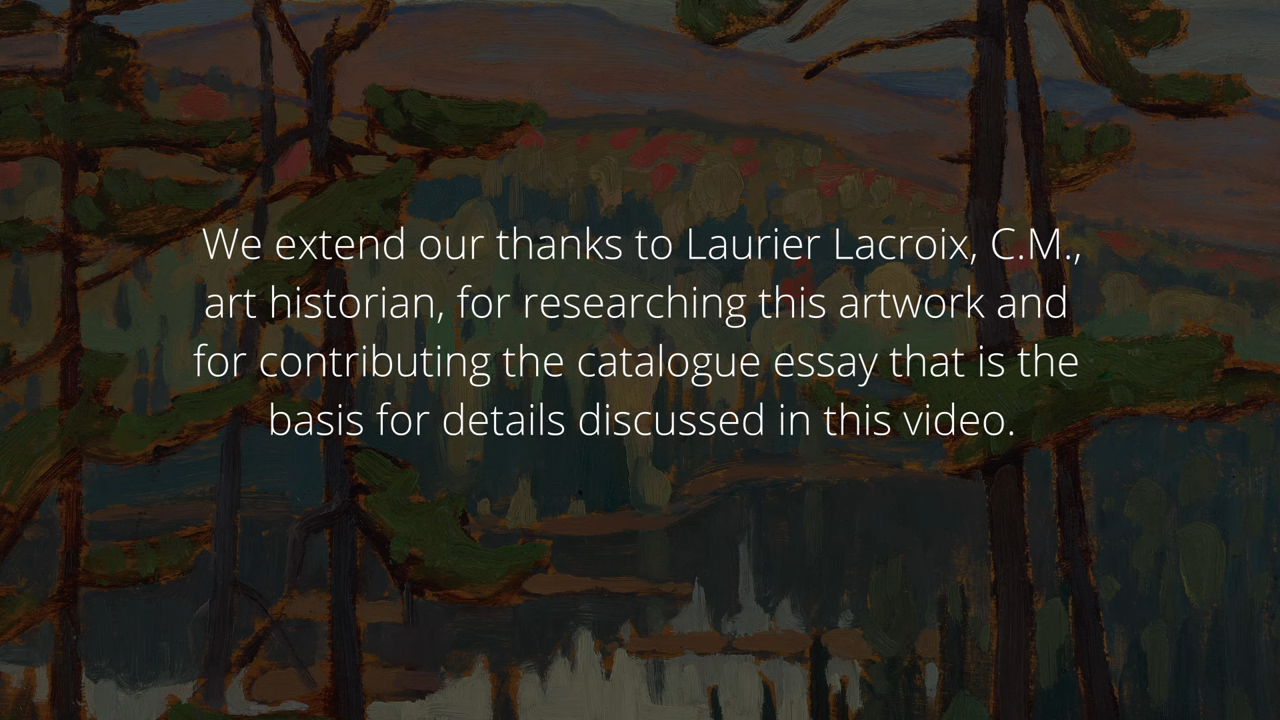 We extend our thanks to Laurier Lacroix, C.M.,
art historian, for researching this artwork and
for contributing the catalogue essay that is the
basis for details discussed in this video.